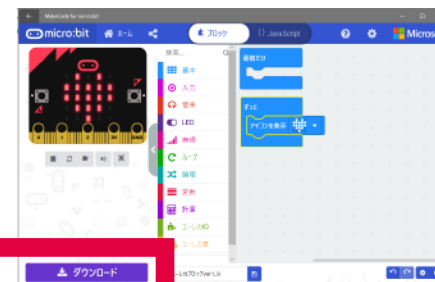 MakeCode for micro:bit
micro:bit
ホーム
ブロック
JavaScript
Micros
検索...
基本
入力
音楽
LED
無線
ループ
論理
変数
計算
最初だけ
ずっと
アイコンを表示
ダウンロード